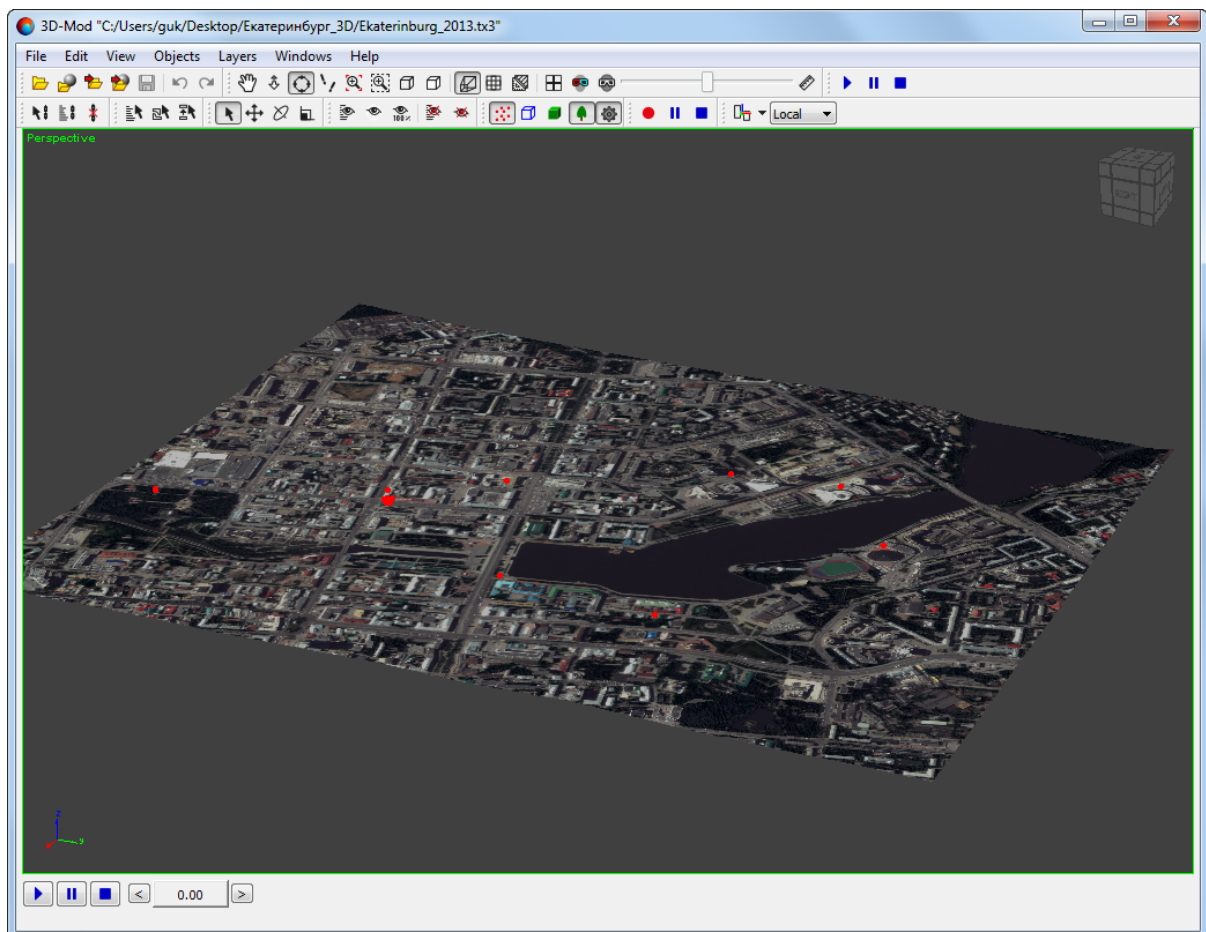 3D-Mod "C:/Users/guk/Desktop/Екатеринбург_3D/Ekaterinburg_2013.tx3"
File Edit View Objects Layers Windows Help
100%
Local
Perspective
z
y
< 0.00 >